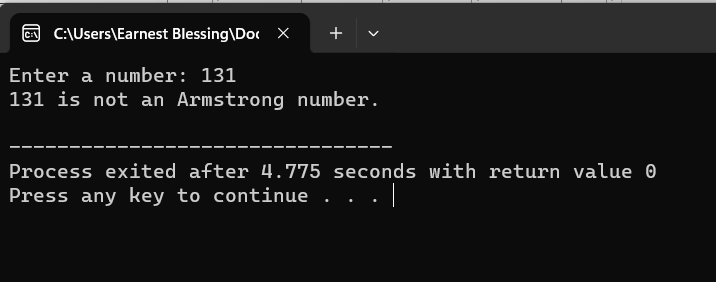 C:\Users\Earnest Blessing\Doc
Enter a number: 131
131 is not an Armstrong number.
--------------------------------
Process exited after 4.775 seconds with return value 0
Press any key to continue . . .